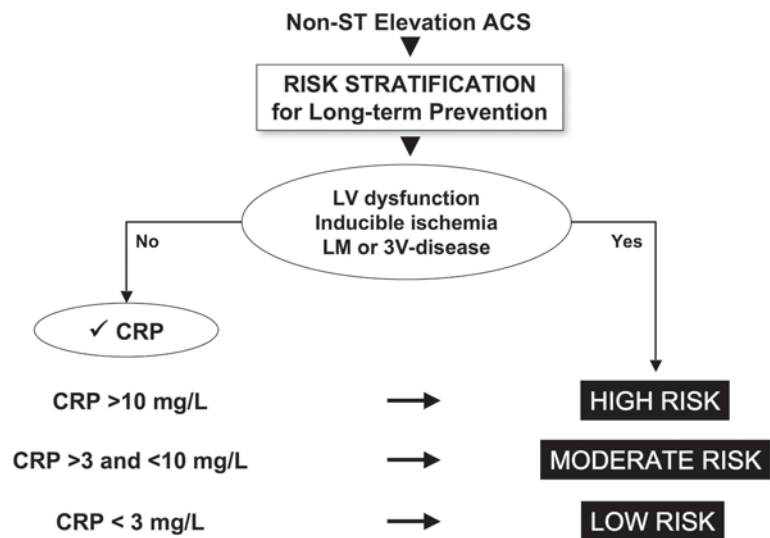 Non-ST Elevation ACS
RISK STRATIFICATION
for Long-term Prevention
LV dysfunction
Inducible ischemia
LM or 3V-disease
No
Yes
✓ CRP
CRP >10 mg/L
HIGH RISK
CRP >3 and <10 mg/L
MODERATE RISK
CRP < 3 mg/L
LOW RISK